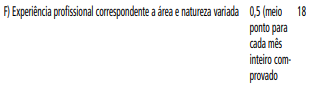 F) Experiência profissional correspondente a área e natureza variada 0,5 (meio 18
ponto para
cada mês
inteiro com-
provado